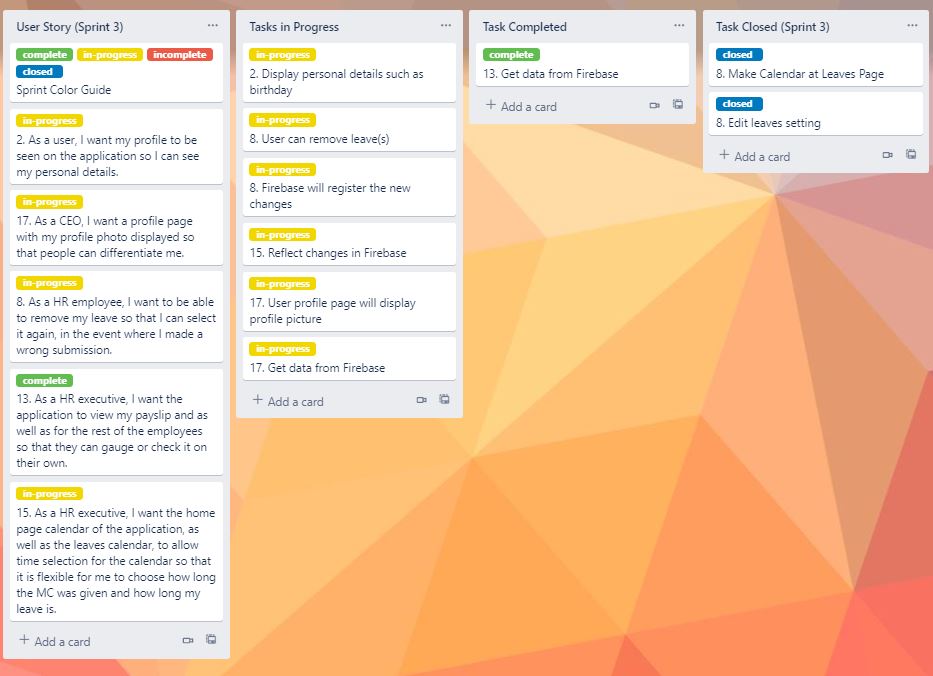 User Story (Sprint 3)
complete in-progress incomplete
closed
Sprint Color Guide
in-progress
2. As a user, I want my profile to be
seen on the application so I can see
my personal details.
in-progress
17. As a CEO, I want a profile page
with my profile photo displayed so
that people can differentiate me.
in-progress
8. As a HR employee, I want to be able
to remove my leave so that I can select
it again, in the event where I made a
wrong submission.
complete
13. As a HR executive, I want the
application to view my payslip and as
well as for the rest of the employees
so that they can gauge or check it on
their own.
in-progress
15. As a HR executive, I want the home
page calendar of the application, as
well as the leaves calendar, to allow
time selection for the calendar so that
it is flexible for me to choose how long
the MC was given and how long my
leave is.
+ Add a card
Tasks in Progress
in-progress
2. Display personal details such as
birthday
in-progress
8. User can remove leave(s)
in-progress
8. Firebase will register the new
changes
in-progress
15. Reflect changes in Firebase
in-progress
17. User profile page will display
profile picture
in-progress
17. Get data from Firebase
+ Add a card
Task Completed
complete
13. Get data from Firebase
+ Add a card
Task Closed (Sprint 3)
closed
8. Make Calendar at Leaves Page
closed
8. Edit leaves setting
+ Add a card